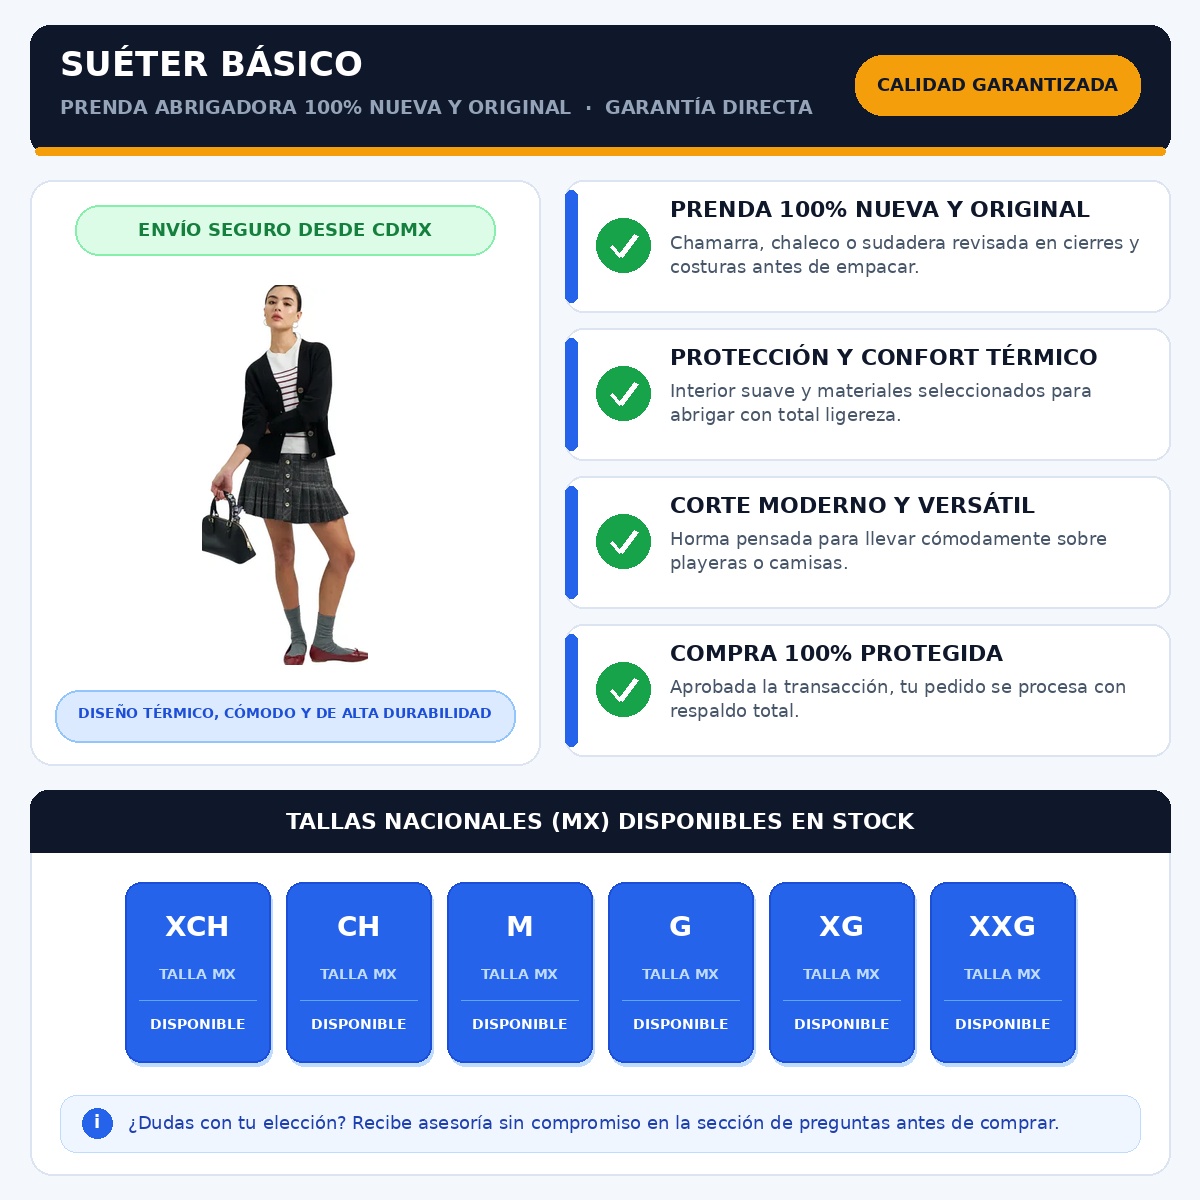 SUÉTER BÁSICO
PRENDA ABRIGADORA 100% NUEVA Y ORIGINAL · GARANTÍA DIRECTA
CALIDAD GARANTIZADA
ENVÍO SEGURO DESDE CDMX
DISEÑO TÉRMICO, CÓMODO Y DE ALTA DURABILIDAD
PRENDA 100% NUEVA Y ORIGINAL
Chamarra, chaleco o sudadera revisada en cierres y
costuras antes de empacar.
PROTECCIÓN Y CONFORT TÉRMICO
Interior suave y materiales seleccionados para
abrigar con total ligereza.
CORTE MODERNO Y VERSÁTIL
Horma pensada para llevar cómodamente sobre
playeras o camisas.
COMPRA 100% PROTEGIDA
Aprobada la transacción, tu pedido se procesa con
respaldo total.
TALLAS NACIONALES (MX) DISPONIBLES EN STOCK
XCH
TALLA MX
DISPONIBLE
CH
TALLA MX
DISPONIBLE
M
TALLA MX
DISPONIBLE
G
TALLA MX
DISPONIBLE
XG
TALLA MX
DISPONIBLE
XXG
TALLA MX
DISPONIBLE
i ¿Dudas con tu elección? Recibe asesoría sin compromiso en la sección de preguntas antes de comprar.